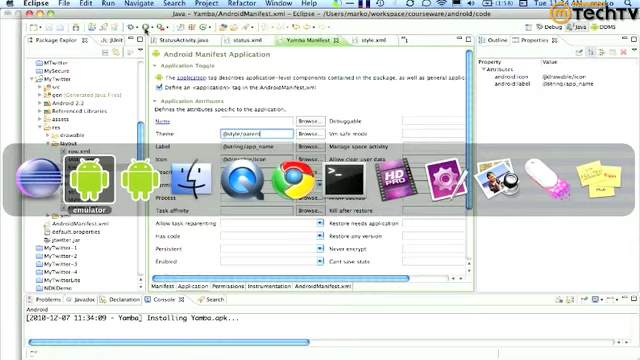 Eclipse File Edit Run Navigate Search Project Refactor Window Help
mTechTV
Java - Yamba/AndroidManifest.xml - Eclipse - /Users/marko/workspace/courseware/android/code
Debug Java DDMS
Package Explorer JUnit
StatusActivity.java status.xml Yamba Manifest style.xml
Outline Properties
MTwitter
MySecure
MyTwitter
src
gen [Generated Java Files]
Android 2.2
Referenced Libraries
assets
res
drawable
layout
row.xml
Android Manifest Application
Application Toggle
The application tag describes application-level components contained in the package, as well as general
Define an <application> tag in the AndroidManifest.xml
Application Attributes
Defines the attributes specific to the application.
Name Browse... Debuggable
Theme @style/parent Browse... Vm safe mode
Label @string/app_name Browse... Manage space activity
Browse... Allow clear user data
Property Value
Attributes
android:icon @drawable/icon
android:label @string/app_name
HD PRO
emulator
Process
Task affinity Browse... Kill after restore
Allow task reparenting Restore needs application
Has code Restore any version
Persistent Never encrypt
Enabled Cant save state
xml
AndroidManifest.xml
default.properties
jtwitter.jar
MyTwitter-1
MyTwitter-2
MyTwitter-3
MyTwitter-4
MyTwitterLite
NDKDemo
Manifest Application Permissions Instrumentation AndroidManifest.xml
Problems Javadoc Declaration Console Search
Android
[2010-12-07 11:34:09 - Yamba] Installing Yamba.apk...